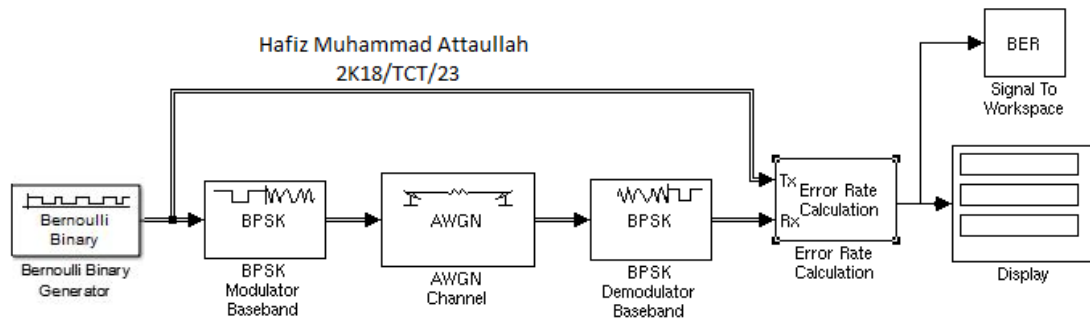 Hafiz Muhammad Attaullah
2K18/TCT/23
BER
Signal To
Workspace
Bernoulli
Binary
Bernoulli Binary
Generator
BPSK
BPSK
Modulator
Baseband
AWGN
AWGN
Channel
BPSK
BPSK
Demodulator
Baseband
Tx
Rx
Error Rate
Calculation
Error Rate
Calculation
Display